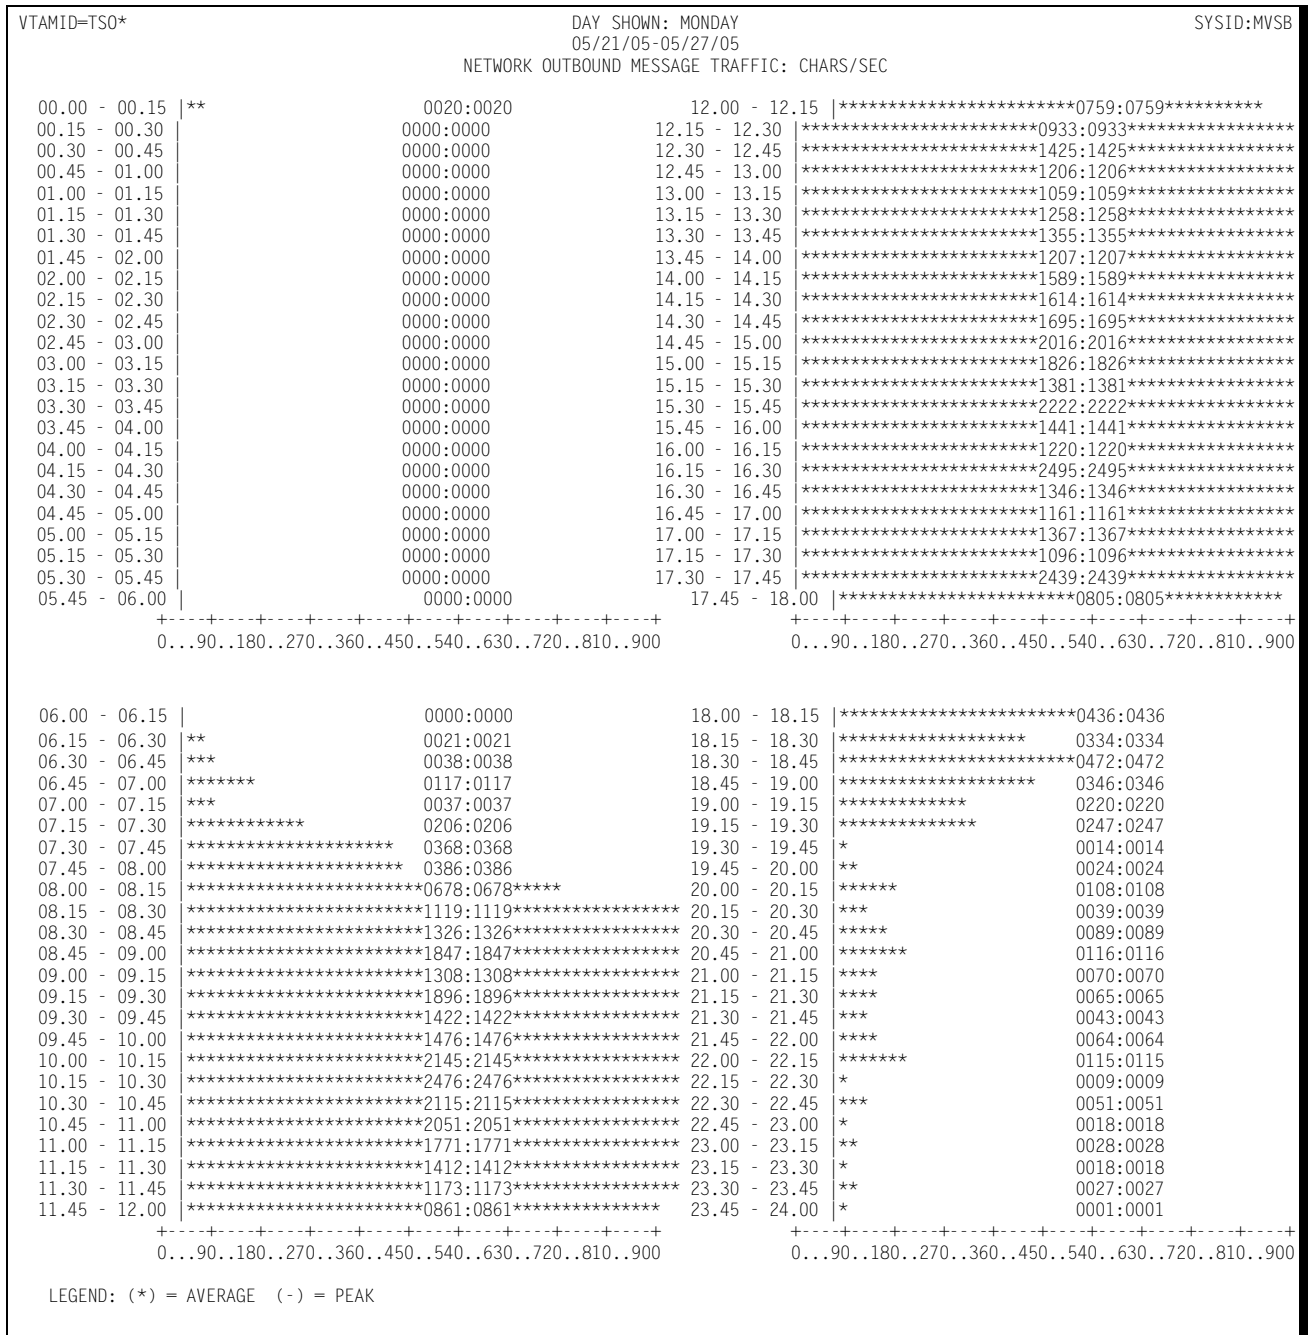 VTAMID=TSO* DAY SHOWN: MONDAY SYSID:MVSB
05/21/05-05/27/05
NETWORK OUTBOUND MESSAGE TRAFFIC: CHARS/SEC
00.00 - 00.15 |** 0020:0020 12.00 - 12.15 |************************0759:0759**********
00.15 - 00.30 | 0000:0000 12.15 - 12.30 |************************0933:0933*****************
00.30 - 00.45 | 0000:0000 12.30 - 12.45 |************************1425:1425*****************
00.45 - 01.00 | 0000:0000 12.45 - 13.00 |************************1206:1206*****************
01.00 - 01.15 | 0000:0000 13.00 - 13.15 |************************1059:1059*****************
01.15 - 01.30 | 0000:0000 13.15 - 13.30 |************************1258:1258*****************
01.30 - 01.45 | 0000:0000 13.30 - 13.45 |************************1355:1355*****************
01.45 - 02.00 | 0000:0000 13.45 - 14.00 |************************1207:1207*****************
02.00 - 02.15 | 0000:0000 14.00 - 14.15 |************************1589:1589*****************
02.15 - 02.30 | 0000:0000 14.15 - 14.30 |************************1614:1614*****************
02.30 - 02.45 | 0000:0000 14.30 - 14.45 |************************1695:1695*****************
02.45 - 03.00 | 0000:0000 14.45 - 15.00 |************************2016:2016*****************
03.00 - 03.15 | 0000:0000 15.00 - 15.15 |************************1826:1826*****************
03.15 - 03.30 | 0000:0000 15.15 - 15.30 |************************1381:1381*****************
03.30 - 03.45 | 0000:0000 15.30 - 15.45 |************************2222:2222*****************
03.45 - 04.00 | 0000:0000 15.45 - 16.00 |************************1441:1441*****************
04.00 - 04.15 | 0000:0000 16.00 - 16.15 |************************1220:1220*****************
04.15 - 04.30 | 0000:0000 16.15 - 16.30 |************************2495:2495*****************
04.30 - 04.45 | 0000:0000 16.30 - 16.45 |************************1346:1346*****************
04.45 - 05.00 | 0000:0000 16.45 - 17.00 |************************1161:1161*****************
05.00 - 05.15 | 0000:0000 17.00 - 17.15 |************************1367:1367*****************
05.15 - 05.30 | 0000:0000 17.15 - 17.30 |************************1096:1096*****************
05.30 - 05.45 | 0000:0000 17.30 - 17.45 |************************2439:2439*****************
05.45 - 06.00 | 0000:0000 17.45 - 18.00 |************************0805:0805************
+----+----+----+----+----+----+----+----+----+----+ +----+----+----+----+----+----+----+----+----+----+
0...90..180..270..360..450..540..630..720..810..900 0...90..180..270..360..450..540..630..720..810..900
06.00 - 06.15 | 0000:0000 18.00 - 18.15 |************************0436:0436
06.15 - 06.30 |** 0021:0021 18.15 - 18.30 |******************* 0334:0334
06.30 - 06.45 |*** 0038:0038 18.30 - 18.45 |************************0472:0472
06.45 - 07.00 |******* 0117:0117 18.45 - 19.00 |******************** 0346:0346
07.00 - 07.15 |*** 0037:0037 19.00 - 19.15 |************* 0220:0220
07.15 - 07.30 |************ 0206:0206 19.15 - 19.30 |************** 0247:0247
07.30 - 07.45 |********************* 0368:0368 19.30 - 19.45 |* 0014:0014
07.45 - 08.00 |********************** 0386:0386 19.45 - 20.00 |** 0024:0024
08.00 - 08.15 |************************0678:0678***** 20.00 - 20.15 |****** 0108:0108
08.15 - 08.30 |************************1119:1119***************** 20.15 - 20.30 |*** 0039:0039
08.30 - 08.45 |************************1326:1326***************** 20.30 - 20.45 |***** 0089:0089
08.45 - 09.00 |************************1847:1847***************** 20.45 - 21.00 |******* 0116:0116
09.00 - 09.15 |************************1308:1308***************** 21.00 - 21.15 |**** 0070:0070
09.15 - 09.30 |************************1896:1896***************** 21.15 - 21.30 |**** 0065:0065
09.30 - 09.45 |************************1422:1422***************** 21.30 - 21.45 |*** 0043:0043
09.45 - 10.00 |************************1476:1476***************** 21.45 - 22.00 |**** 0064:0064
10.00 - 10.15 |************************2145:2145***************** 22.00 - 22.15 |******* 0115:0115
10.15 - 10.30 |************************2476:2476***************** 22.15 - 22.30 |* 0009:0009
10.30 - 10.45 |************************2115:2115***************** 22.30 - 22.45 |*** 0051:0051
10.45 - 11.00 |************************2051:2051***************** 22.45 - 23.00 |* 0018:0018
11.00 - 11.15 |************************1771:1771***************** 23.00 - 23.15 |** 0028:0028
11.15 - 11.30 |************************1412:1412***************** 23.15 - 23.30 |* 0018:0018
11.30 - 11.45 |************************1173:1173***************** 23.30 - 23.45 |** 0027:0027
11.45 - 12.00 |************************0861:0861*************** 23.45 - 24.00 |* 0001:0001
+----+----+----+----+----+----+----+----+----+----+ +----+----+----+----+----+----+----+----+----+----+
0...90..180..270..360..450..540..630..720..810..900 0...90..180..270..360..450..540..630..720..810..900
LEGEND: (*) = AVERAGE (-) = PEAK